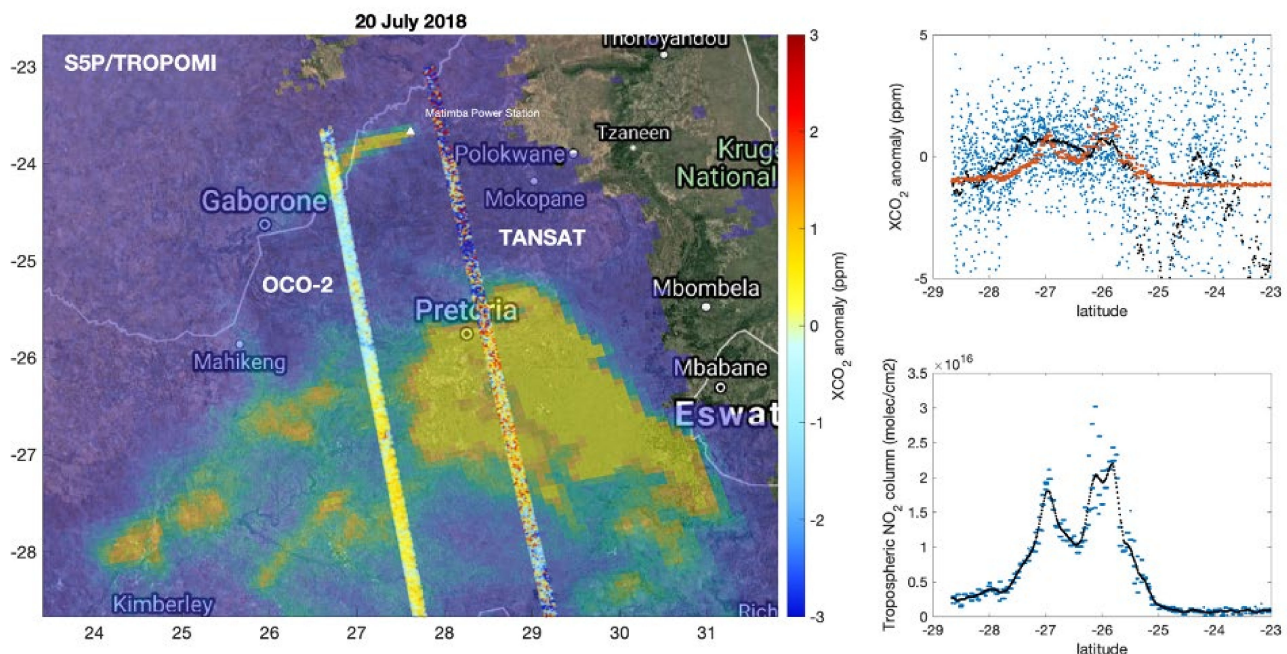 20 July 2018
S5P/TROPOMI
Thohoyandou
Matimba Power Station
Tzaneen
Polokwane
Kruge
National
Mokopane
Gaborone
TANSAT
OCO-2
Mbombela
Pretoria
Mahikeng
Mbabane
Eswat
Kimberley
Rich
-23
-24
-25
-26
-27
-28
24 25 26 27 28 29 30 31
3
2
1
0
-1
-2
-3
XCO2 anomaly (ppm)
5
0
-5
XCO2 anomaly (ppm)
-29 -28 -27 -26 -25 -24 -23
latitude
×10^16
3.5
3
2.5
2
1.5
1
0.5
0
Tropospheric NO2 column (molec/cm2)
-29 -28 -27 -26 -25 -24 -23
latitude